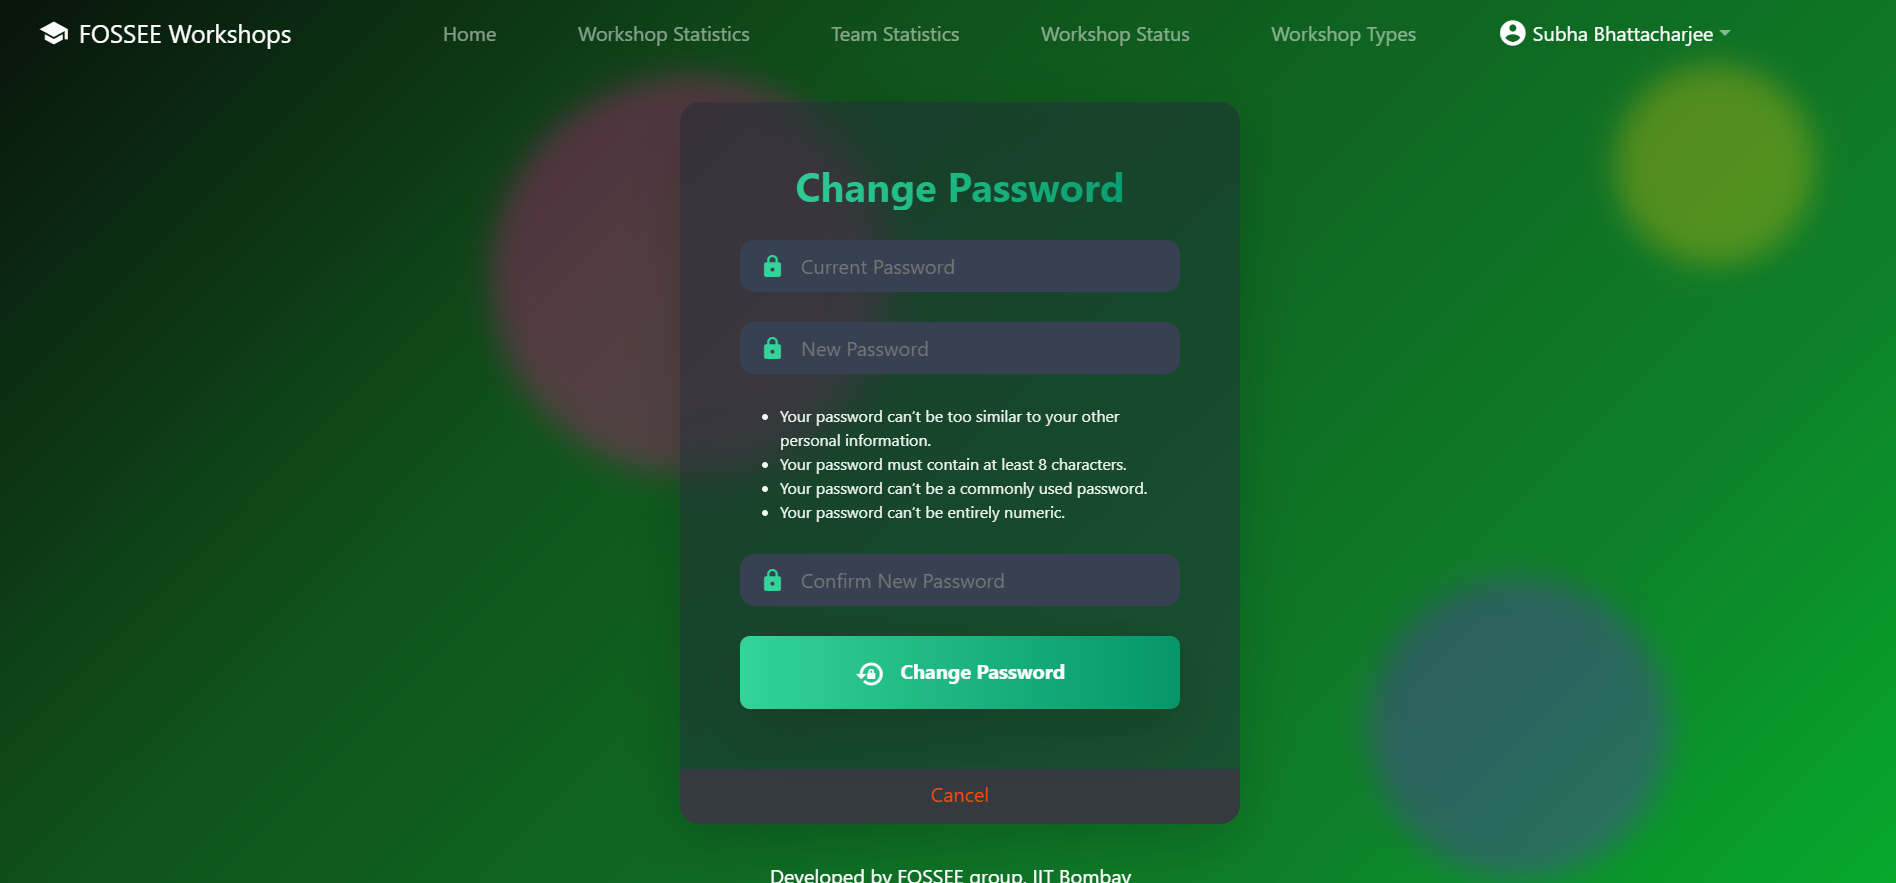 FOSSEE Workshops
Home
Workshop Statistics
Team Statistics
Workshop Status
Workshop Types
Subha Bhattacharjee
Change Password
Current Password
New Password
• Your password can't be too similar to your other
personal information.
• Your password must contain at least 8 characters.
• Your password can't be a commonly used password.
• Your password can't be entirely numeric.
Confirm New Password
Change Password
Cancel
Developed by FOSSEE group, IIT Bombay